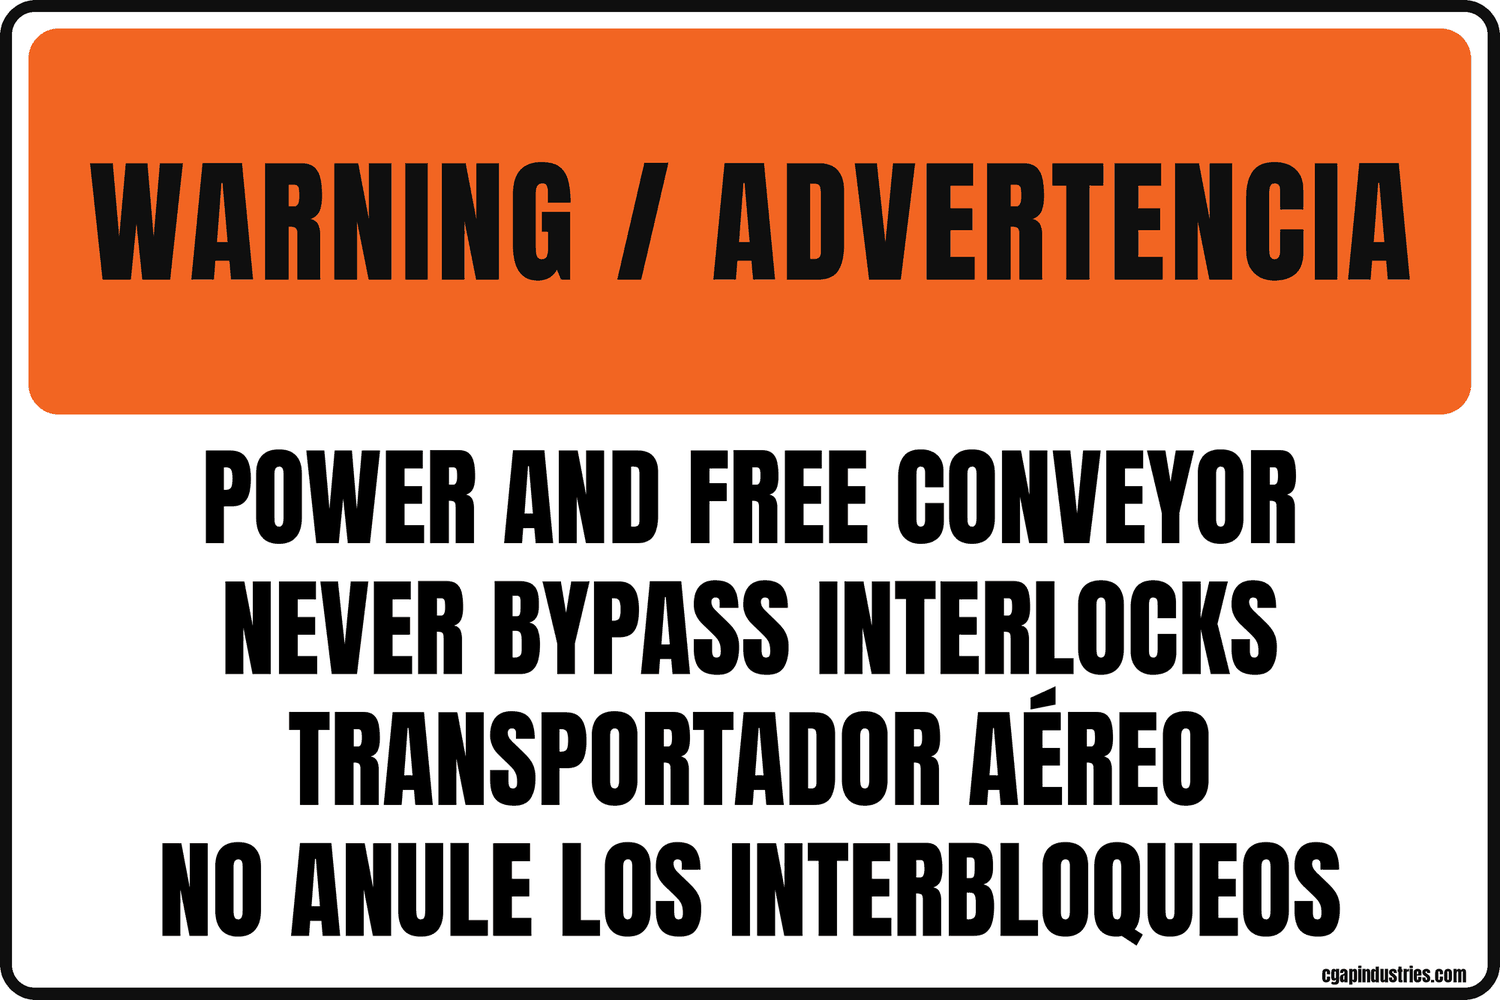 WARNING / ADVERTENCIA
POWER AND FREE CONVEYOR
NEVER BYPASS INTERLOCKS
TRANSPORTADOR AÉREO
NO ANULE LOS INTERBLOQUEOS
cgapindustries.com